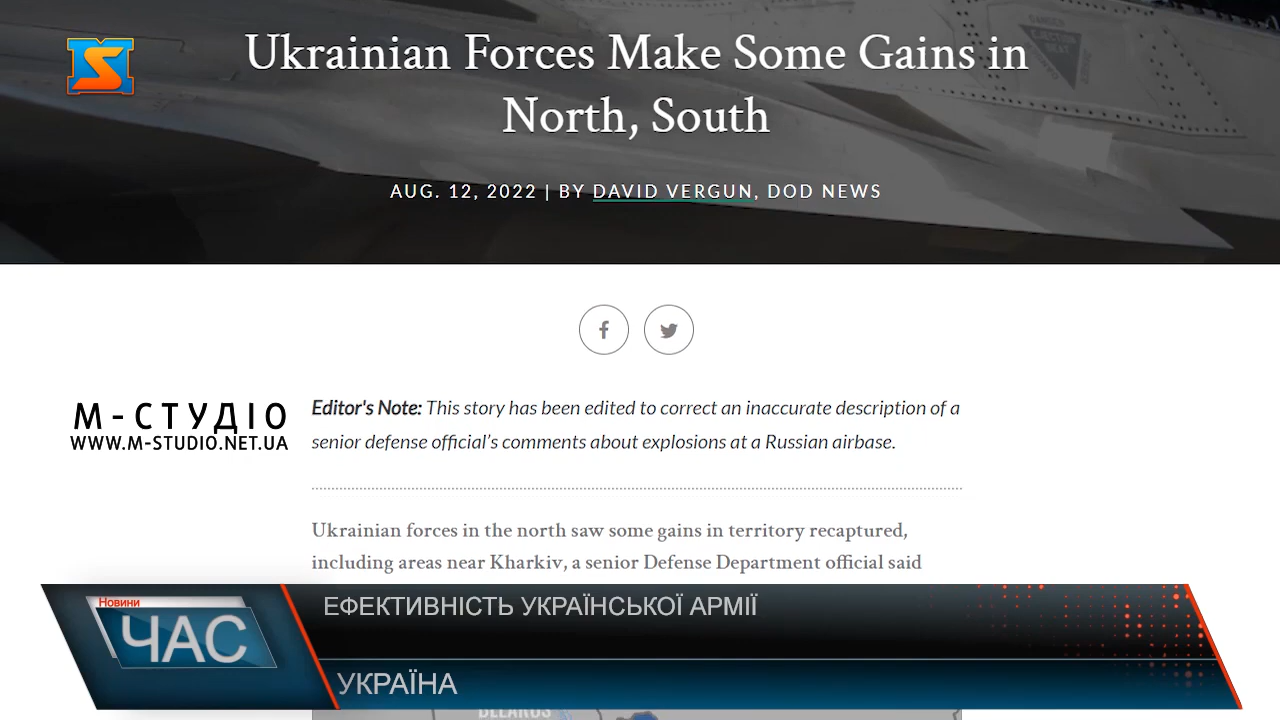 Ukrainian Forces Make Some Gains in
North, South
AUG. 12, 2022 | BY DAVID VERGUN, DOD NEWS
М-СТУДІО
WWW.M-STUDIO.NET.UA
Editor's Note: This story has been edited to correct an inaccurate description of a
senior defense official’s comments about explosions at a Russian airbase.
Ukrainian forces in the north saw some gains in territory recaptured,
including areas near Kharkiv, a senior Defense Department official said
Новини
ЧАС
ЕФЕКТИВНІСТЬ УКРАЇНСЬКОЇ АРМІЇ
УКРАЇНА
BELARUS